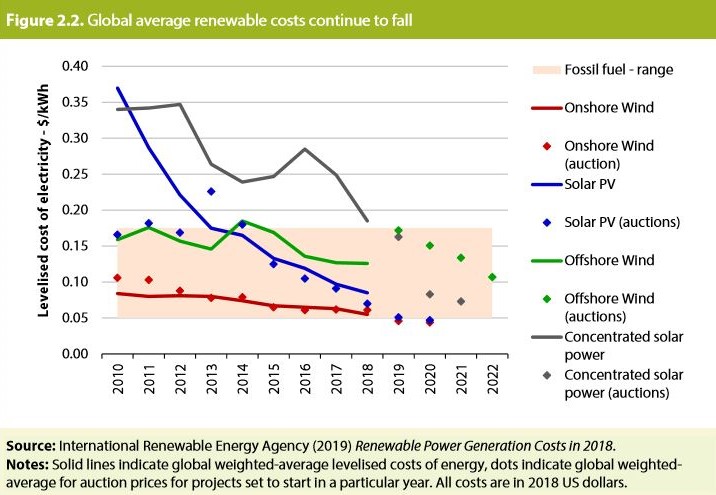 Figure 2.2. Global average renewable costs continue to fall
Levelised cost of electricity - $/kWh
0.40
0.35
0.30
0.25
0.20
0.15
0.10
0.05
0.00
2010 2011 2012 2013 2014 2015 2016 2017 2018 2019 2020 2021 2022
Fossil fuel - range
Onshore Wind
Onshore Wind
(auction)
Solar PV
Solar PV (auctions)
Offshore Wind
Offshore Wind
(auctions)
Concentrated solar
power
Concentrated solar
power (auctions)
Source: International Renewable Energy Agency (2019) Renewable Power Generation Costs in 2018.
Notes: Solid lines indicate global weighted-average levelised costs of energy, dots indicate global weighted-
average for auction prices for projects set to start in a particular year. All costs are in 2018 US dollars.